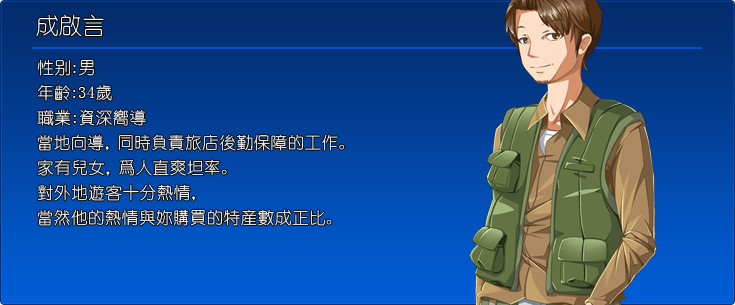 成啟言
性别:男
年齡:34歲
職業:資深嚮導
當地向導, 同時負責旅店後勤保障的工作。
家有兒女, 爲人直爽坦率。
對外地遊客十分熱情,
當然他的熱情與妳購買的特産數成正比。